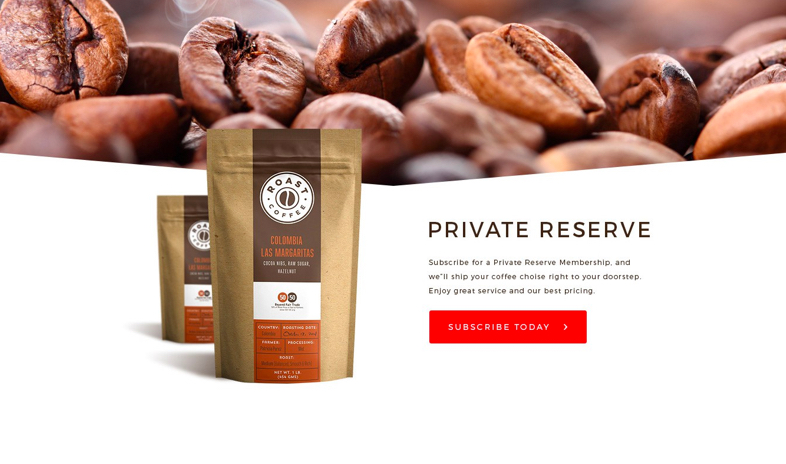 ROAST
COFFEE
COLOMBIA
LAS MARGARITAS
COCOA NIBS, RAW SUGAR,
HAZELNUT
50 50
Beyond Fair Trade
COUNTRY: ROASTING DATE:
FARMER: PROCESSING:
ROAST:
NET WT. 1 LB.
(454 GMS)
PRIVATE RESERVE
Subscribe for a Private Reserve Membership, and
we"ll ship your coffee choise right to your doorstep.
Enjoy great service and our best pricing.
SUBSCRIBE TODAY >